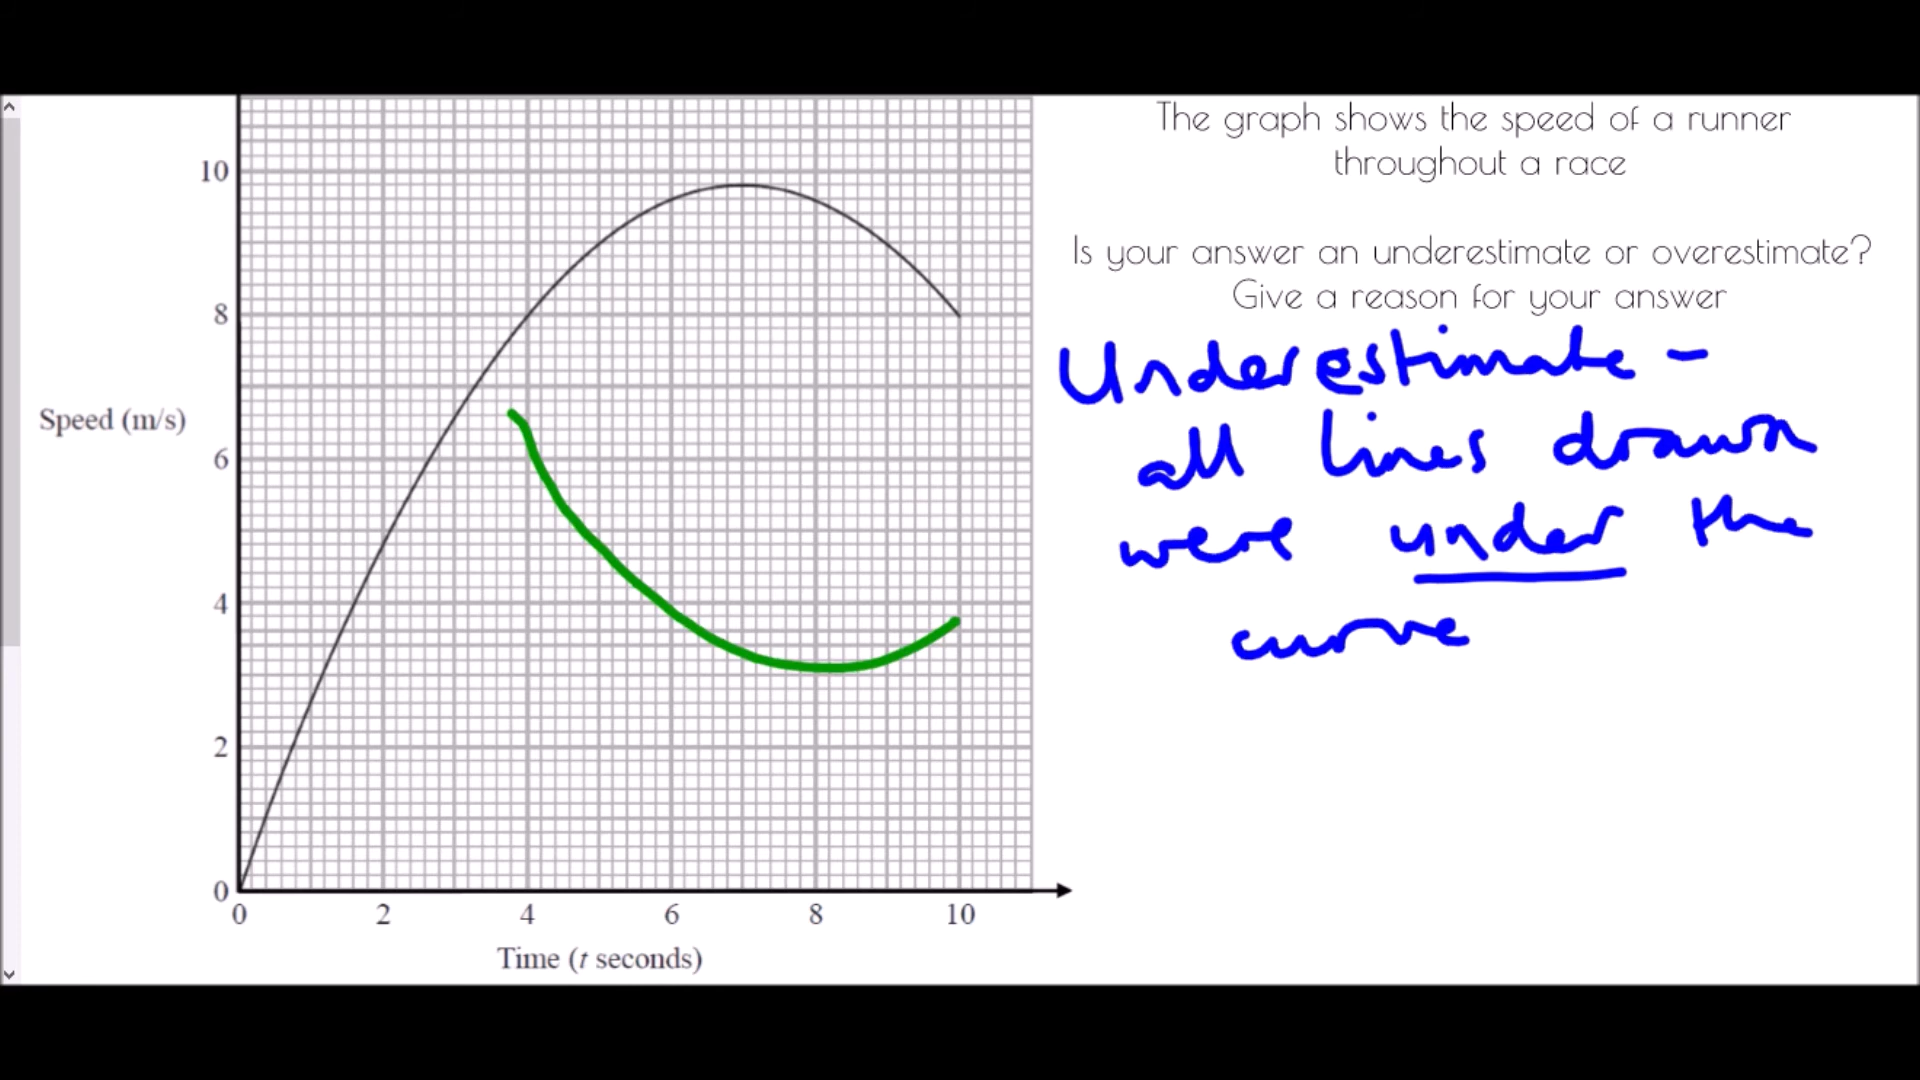 The graph shows the speed of a runner
throughout a race
Is your answer an underestimate or overestimate?
Give a reason for your answer
Underestimate -
all lines drawn
were under the
curve
10
8
Speed (m/s)
6
4
2
0
0 2 4 6 8 10
Time (t seconds)